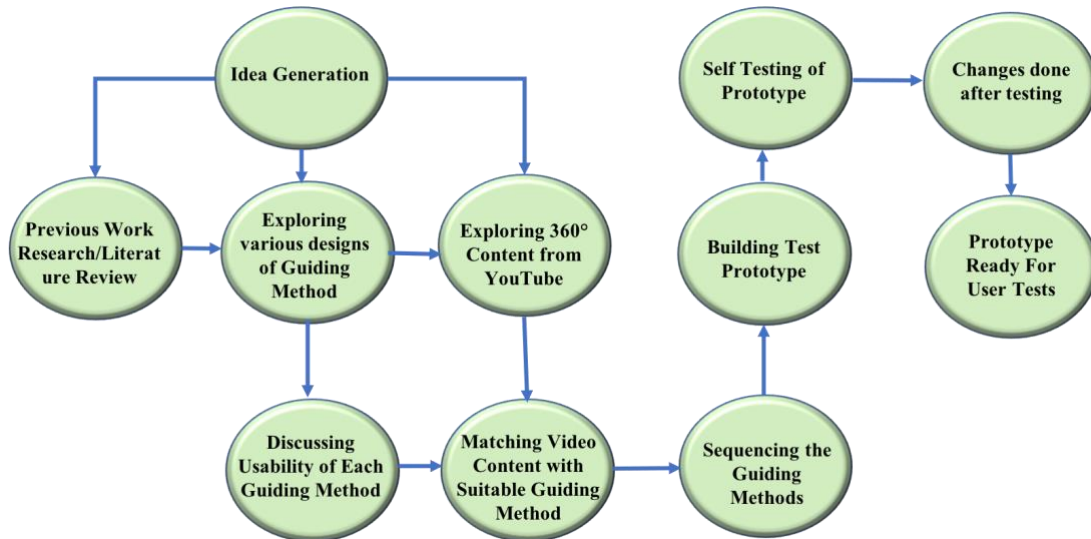 Idea Generation
Previous Work
Research/Literat
ure Review
Exploring
various designs
of Guiding
Method
Exploring 360°
Content from
YouTube
Discussing
Usability of Each
Guiding Method
Matching Video
Content with
Suitable Guiding
Method
Sequencing the
Guiding
Methods
Building Test
Prototype
Self Testing of
Prototype
Changes done
after testing
Prototype
Ready For
User Tests